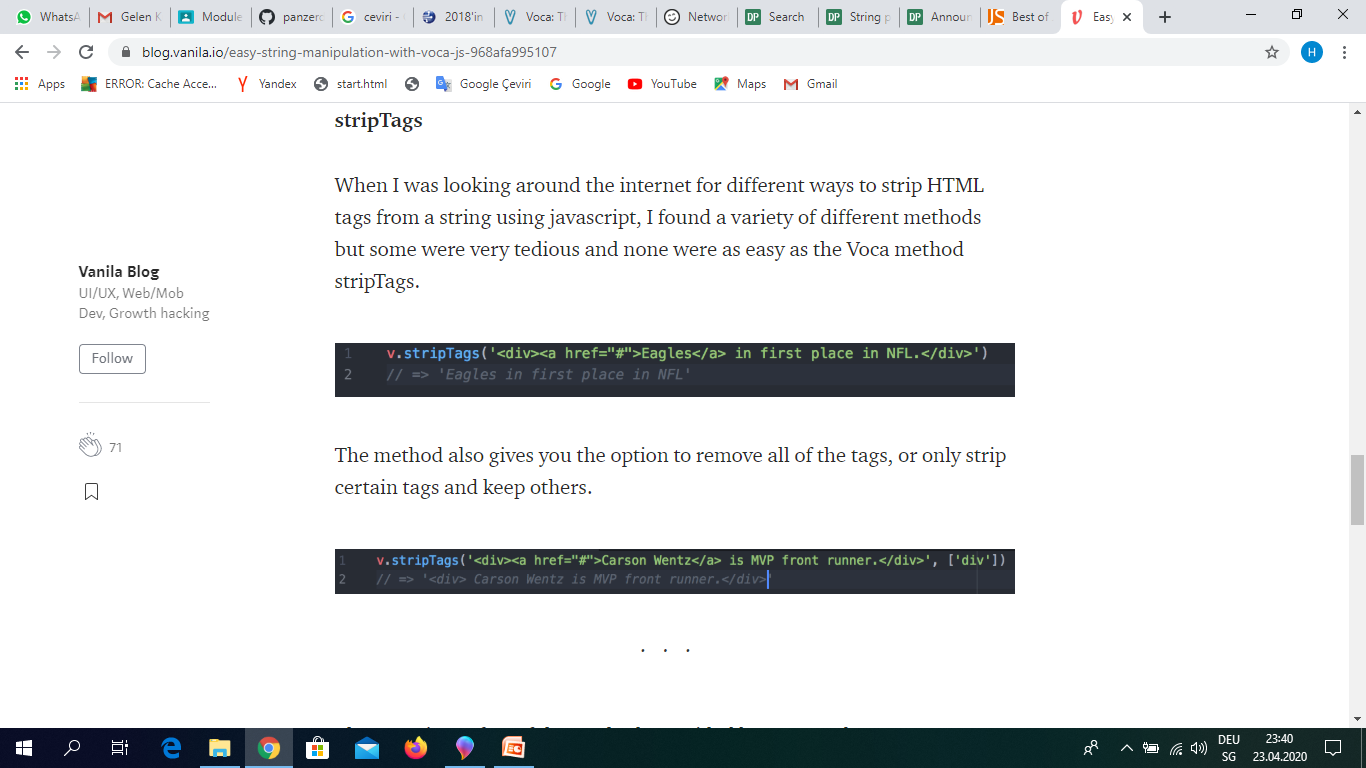 WhatsA
Gelen K
Module
panzerc
ceviri -
2018'in
Voca: Th
Voca: Th
Networ
DP Search
DP String p
DP Announ
JS Best of
Easy
blog.vanila.io/easy-string-manipulation-with-voca-js-968afa995107
H
Apps
ERROR: Cache Acce...
Yandex
start.html
Google Çeviri
Google
YouTube
Maps
Gmail
stripTags
When I was looking around the internet for different ways to strip HTML
tags from a string using javascript, I found a variety of different methods
but some were very tedious and none were as easy as the Voca method
stripTags.
Vanila Blog
UI/UX, Web/Mob
Dev, Growth hacking
Follow
71
1 v.stripTags('<div><a href="#">Eagles</a> in first place in NFL.</div>')
2 // => 'Eagles in first place in NFL'
The method also gives you the option to remove all of the tags, or only strip
certain tags and keep others.
1 v.stripTags('<div><a href="#">Carson Wentz</a> is MVP front runner.</div>', ['div'])
2 // => '<div> Carson Wentz is MVP front runner.</div>'
. . .
DEU
SG
23:40
23.04.2020